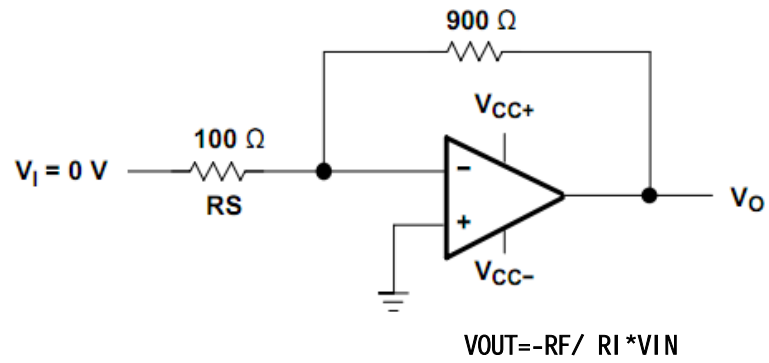 900 Ω
VCC+
100 Ω
VI = 0 V
RS
−
+
VO
VCC−
VOUT=-RF/ RI*VIN